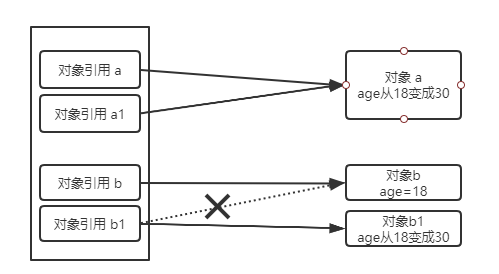 对象引用 a
对象引用 a1
对象 a
age从18变成30
对象引用 b
对象引用 b1
对象b
age=18
对象b1
age从18变成30